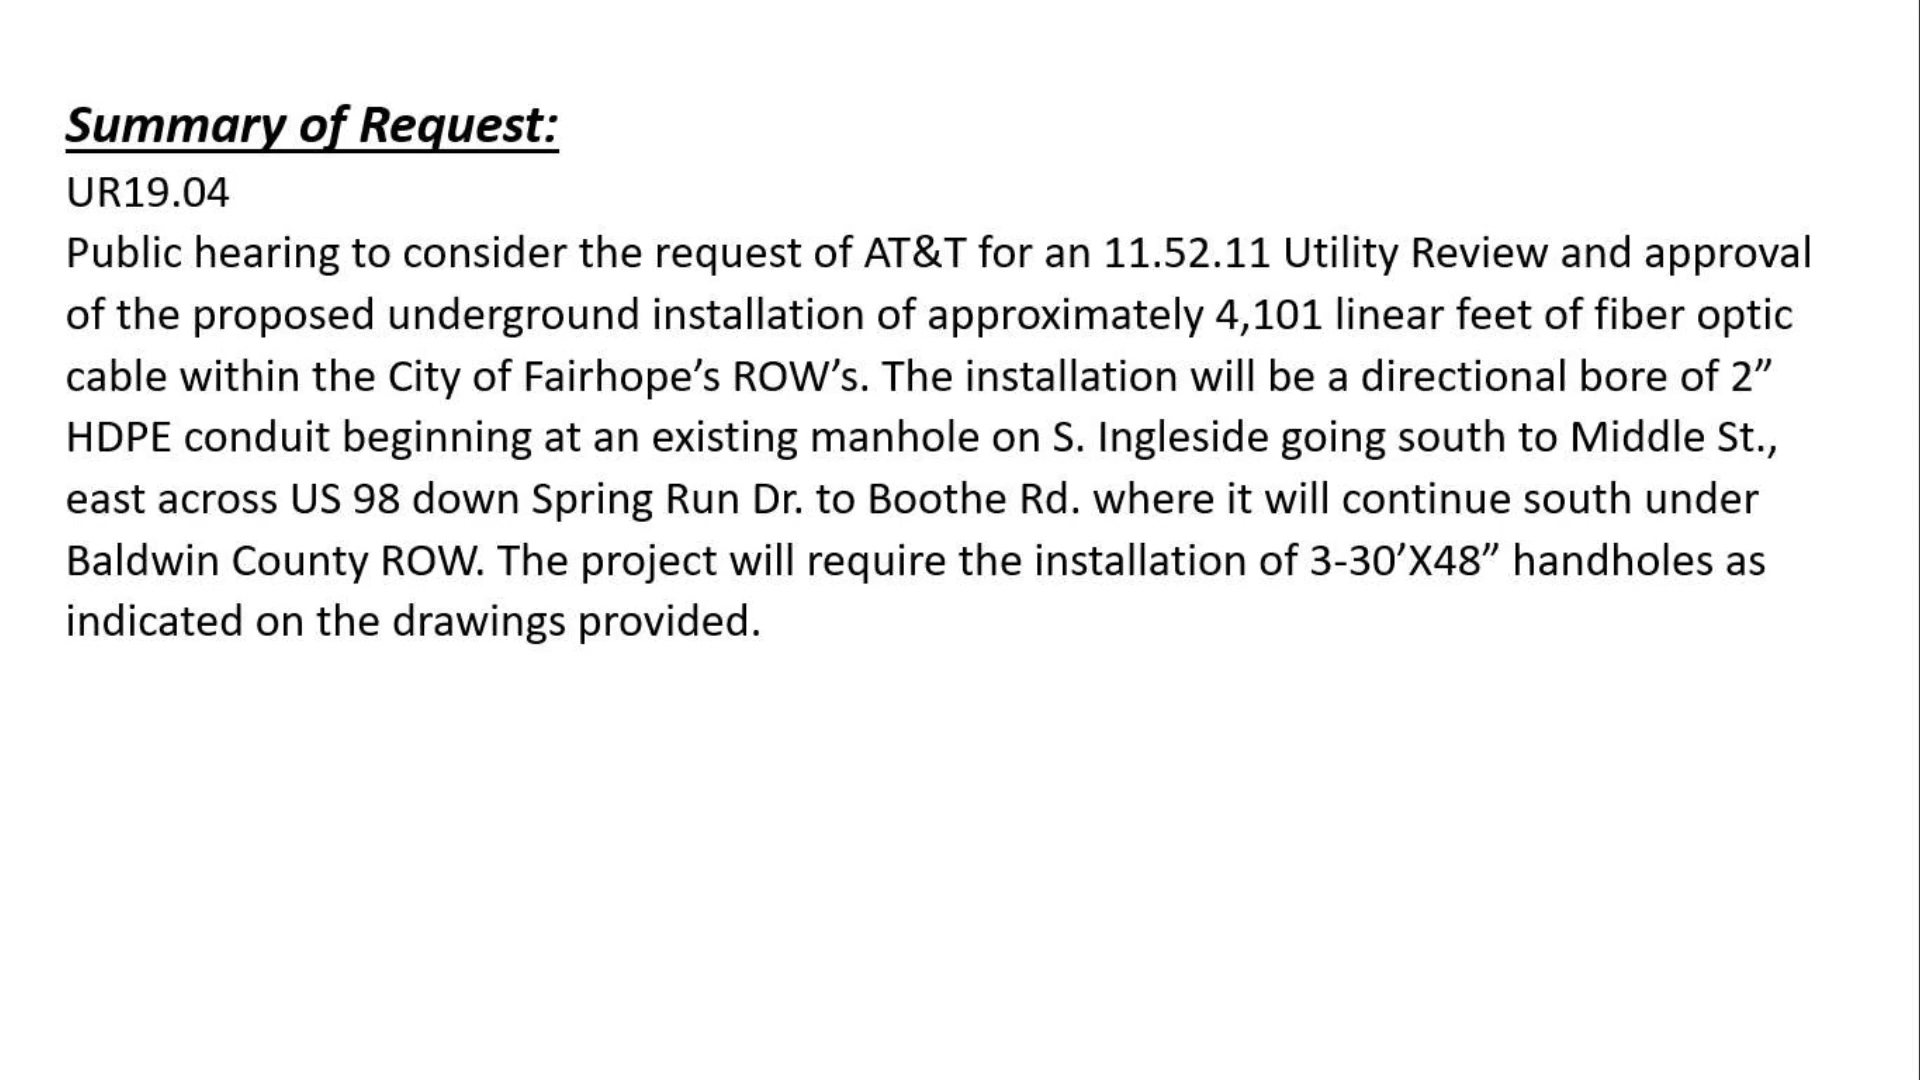 Summary of Request:
UR19.04
Public hearing to consider the request of AT&T for an 11.52.11 Utility Review and approval
of the proposed underground installation of approximately 4,101 linear feet of fiber optic
cable within the City of Fairhope’s ROW’s. The installation will be a directional bore of 2”
HDPE conduit beginning at an existing manhole on S. Ingleside going south to Middle St.,
east across US 98 down Spring Run Dr. to Boothe Rd. where it will continue south under
Baldwin County ROW. The project will require the installation of 3-30’X48” handholes as
indicated on the drawings provided.